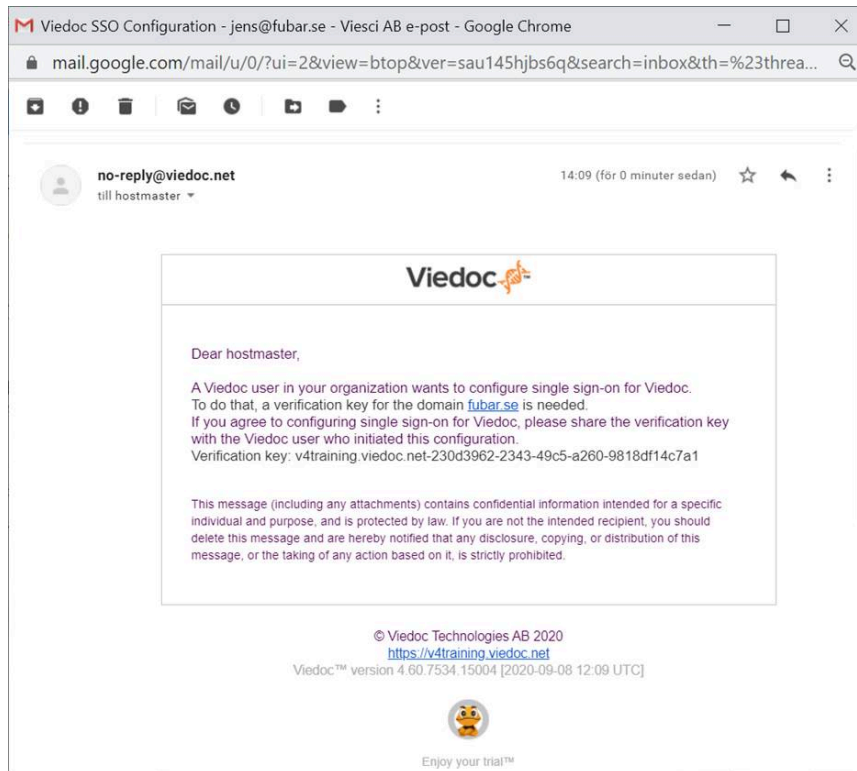 Viedoc SSO Configuration - jens@fubar.se - Viesci AB e-post - Google Chrome
mail.google.com/mail/u/0/?ui=2&view=btop&ver=sau145hjbs6q&search=inbox&th=%23threa...
no-reply@viedoc.net
14:09 (för 0 minuter sedan)
till hostmaster
Viedoc™
Dear hostmaster,
A Viedoc user in your organization wants to configure single sign-on for Viedoc.
To do that, a verification key for the domain fubar.se is needed.
If you agree to configuring single sign-on for Viedoc, please share the verification key
with the Viedoc user who initiated this configuration.
Verification key: v4training.viedoc.net-230d3962-2343-49c5-a260-9818df14c7a1
This message (including any attachments) contains confidential information intended for a specific
individual and purpose, and is protected by law. If you are not the intended recipient, you should
delete this message and are hereby notified that any disclosure, copying, or distribution of this
message, or the taking of any action based on it, is strictly prohibited.
© Viedoc Technologies AB 2020
https://v4training.viedoc.net
Viedoc™ version 4.60.7534.15004 [2020-09-08 12:09 UTC]
Enjoy your trial™